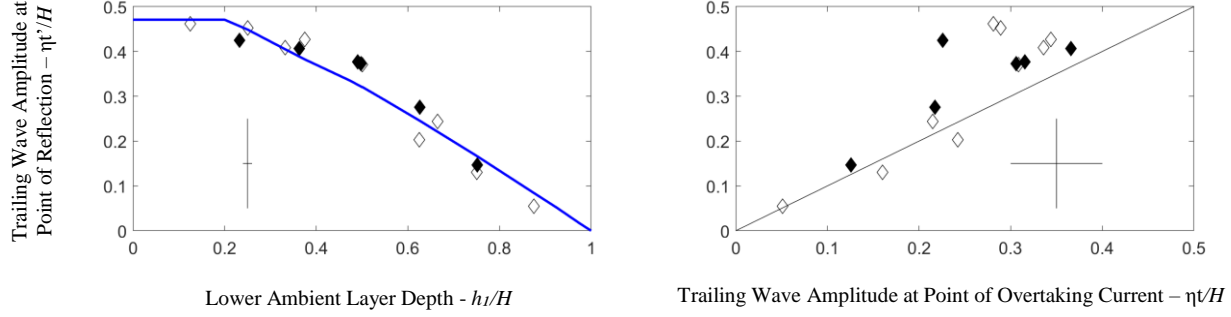 Trailing Wave Amplitude at
Point of Reflection – ηt’/H
0.5
0.4
0.3
0.2
0.1
0
0 0.2 0.4 0.6 0.8 1
Lower Ambient Layer Depth - h₁/H
0.5
0.4
0.3
0.2
0.1
0
0 0.1 0.2 0.3 0.4 0.5
Trailing Wave Amplitude at Point of Overtaking Current – ηt/H